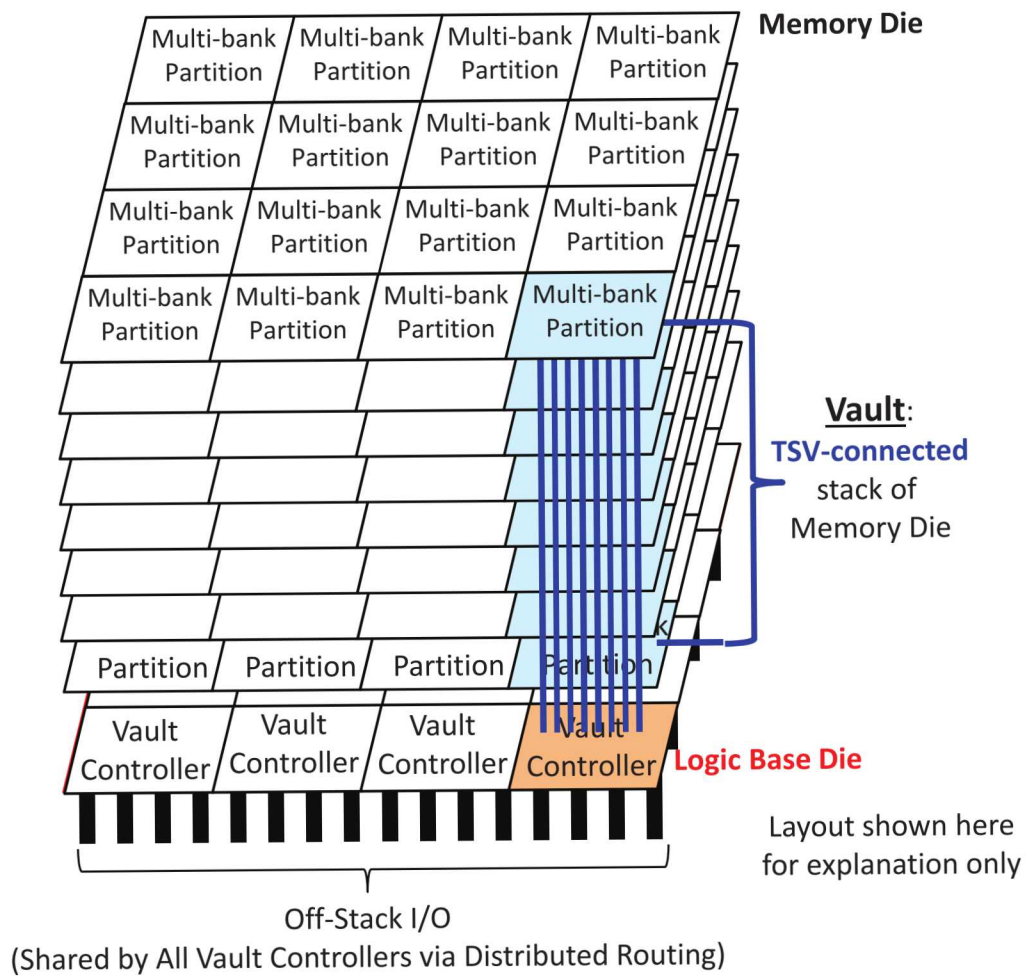 Memory Die
Multi-bank Partition Multi-bank Partition Multi-bank Partition Multi-bank Partition
Multi-bank Partition Multi-bank Partition Multi-bank Partition Multi-bank Partition
Multi-bank Partition Multi-bank Partition Multi-bank Partition Multi-bank Partition
Multi-bank Partition Multi-bank Partition Multi-bank Partition Multi-bank Partition
Vault:
TSV-connected
stack of
Memory Die
k
Partition Partition Partition Partition
Vault Controller Vault Controller Vault Controller Vault Controller
Logic Base Die
Layout shown here
for explanation only
Off-Stack I/O
(Shared by All Vault Controllers via Distributed Routing)